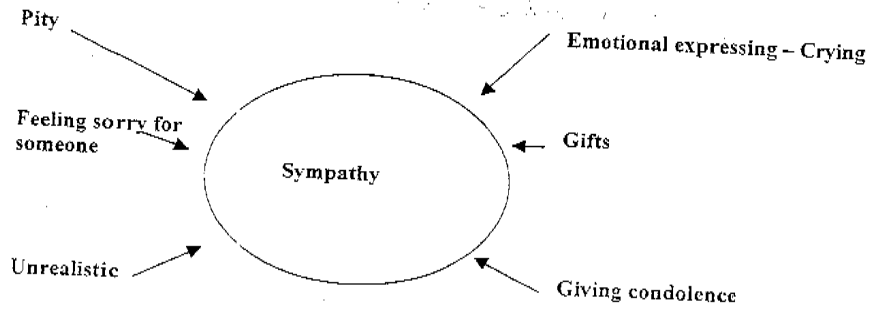 Pity
Emotional expressing – Crying
Feeling sorry for
someone
Gifts
Sympathy
Unrealistic
Giving condolence